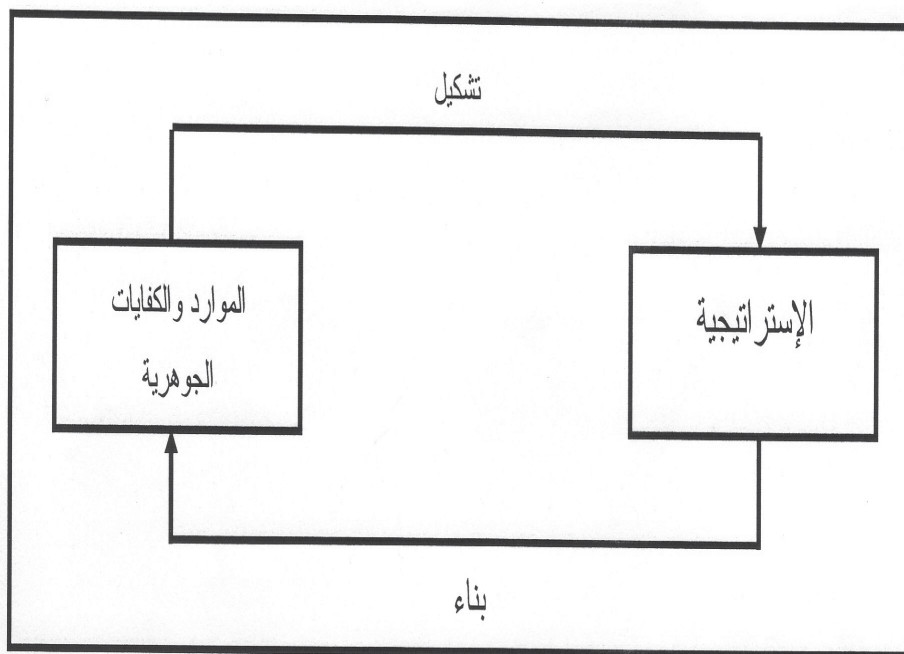 تشكيل
الإستراتيجية
الموارد والكفايات
الجوهرية
بناء